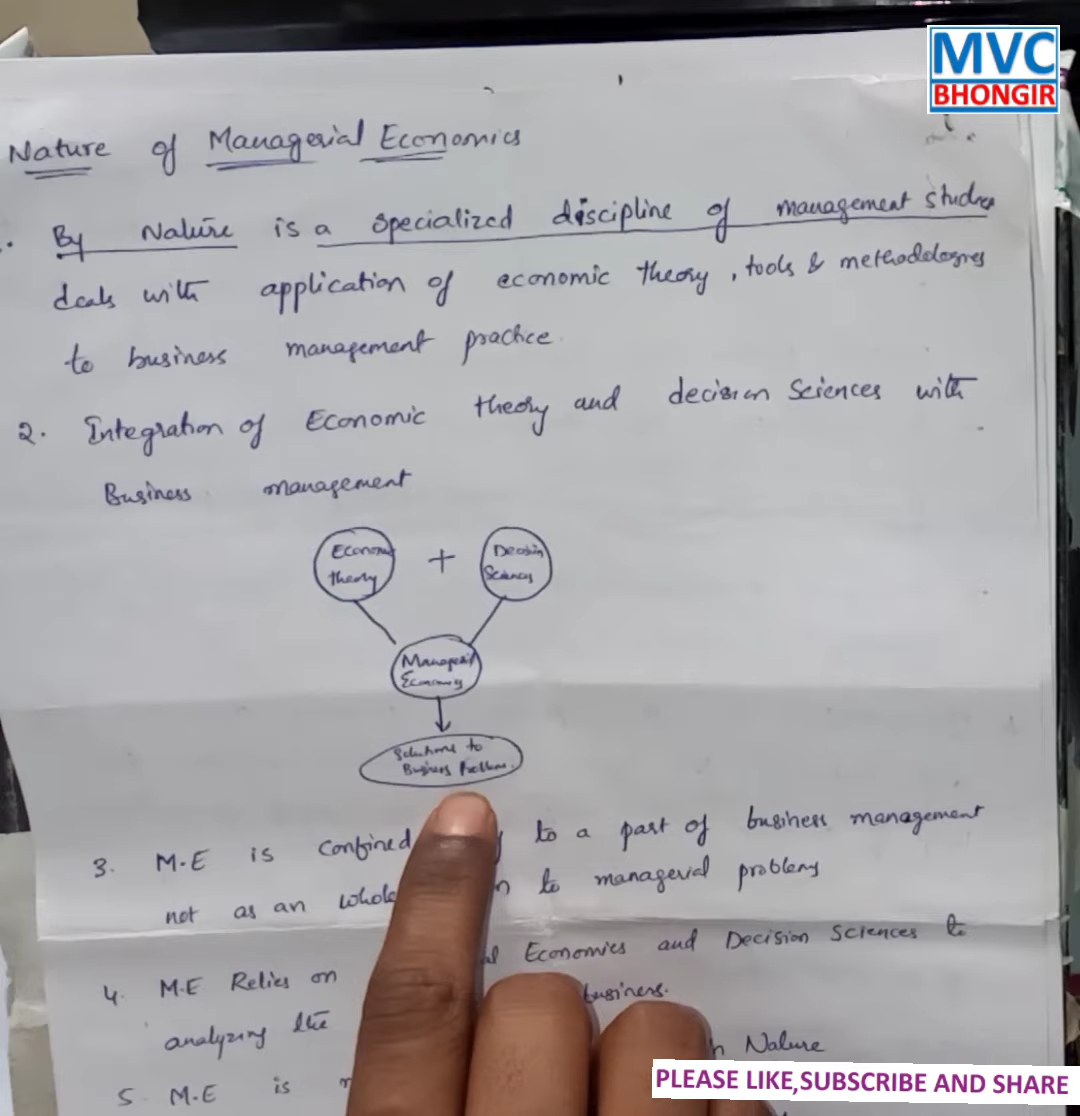 MVC
BHONGIR
Nature of Managerial Economics
By Nature is a specialized discipline of management studies
deals with application of economic theory, tools & methodologies
to business management practice.
2. Integration of Economic theory and decision Sciences with
Business management
Economic theory
+
Decision Sciences
Managerial Economics
Solutions to Business Problems
3. M.E is confined to a part of business management
not as an whole to managerial problems
4. M.E Relies on Economics and Decision Sciences to
analyzing the business.
5. M.E is Nature
PLEASE LIKE,SUBSCRIBE AND SHARE